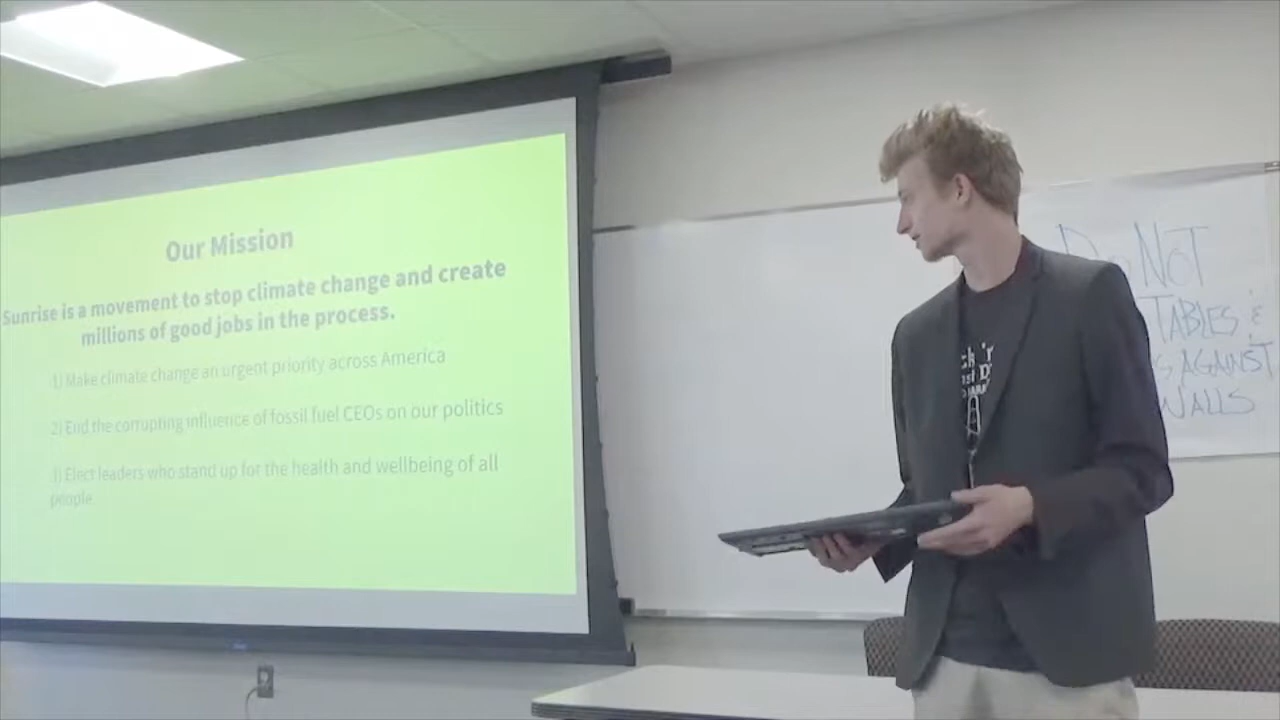 Our Mission
Sunrise is a movement to stop climate change and create
millions of good jobs in the process.
1) Make climate change an urgent priority across America
2) End the corrupting influence of fossil fuel CEOs on our politics
3) Elect leaders who stand up for the health and wellbeing of all
people.
DO NOT
TABLES &
AGAINST
WALLS